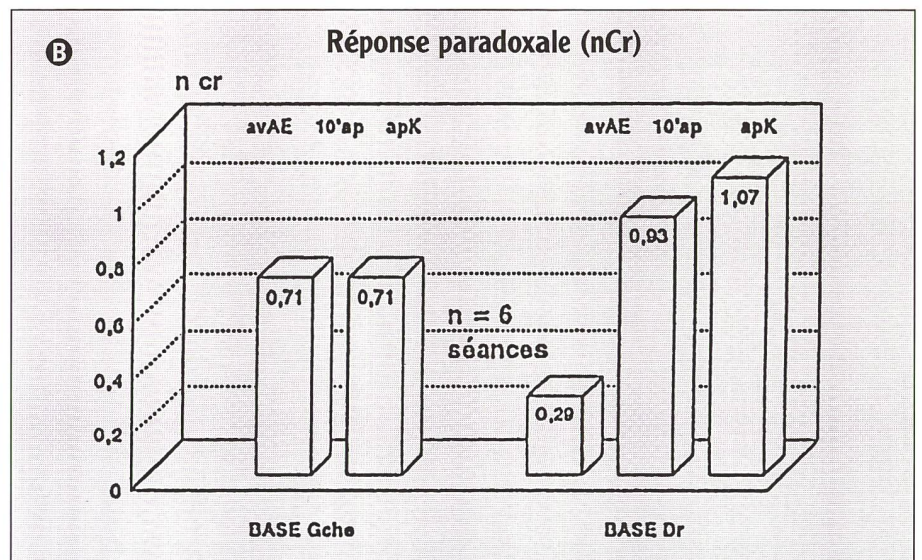 B
Réponse paradoxale (nCr)
n cr
avAE 10'ap apK avAE 10'ap apK
1,2
1
0,8
0,6
0,4
0,2
0
0,71 0,71
n = 6
séances
0,29
0,93
1,07
BASE Gche BASE Dr